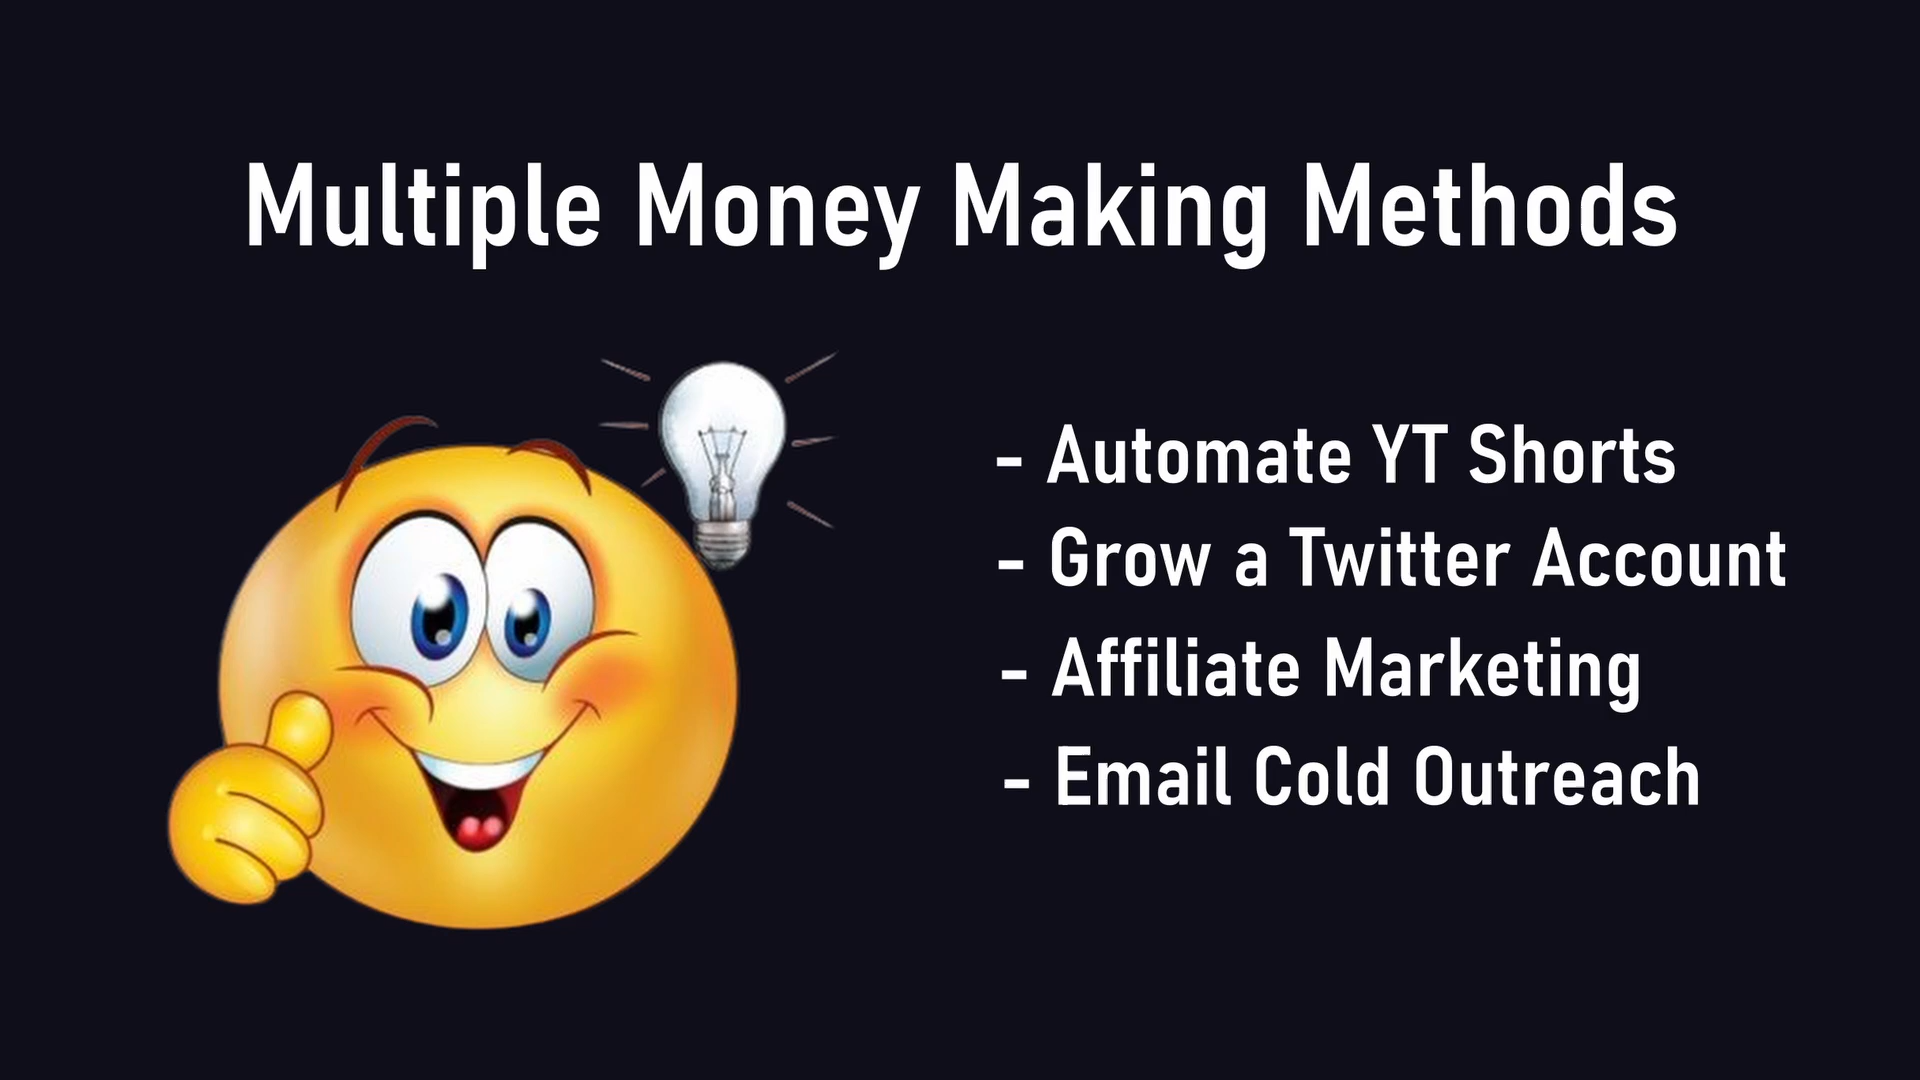 Multiple Money Making Methods
- Automate YT Shorts
- Grow a Twitter Account
- Affiliate Marketing
- Email Cold Outreach